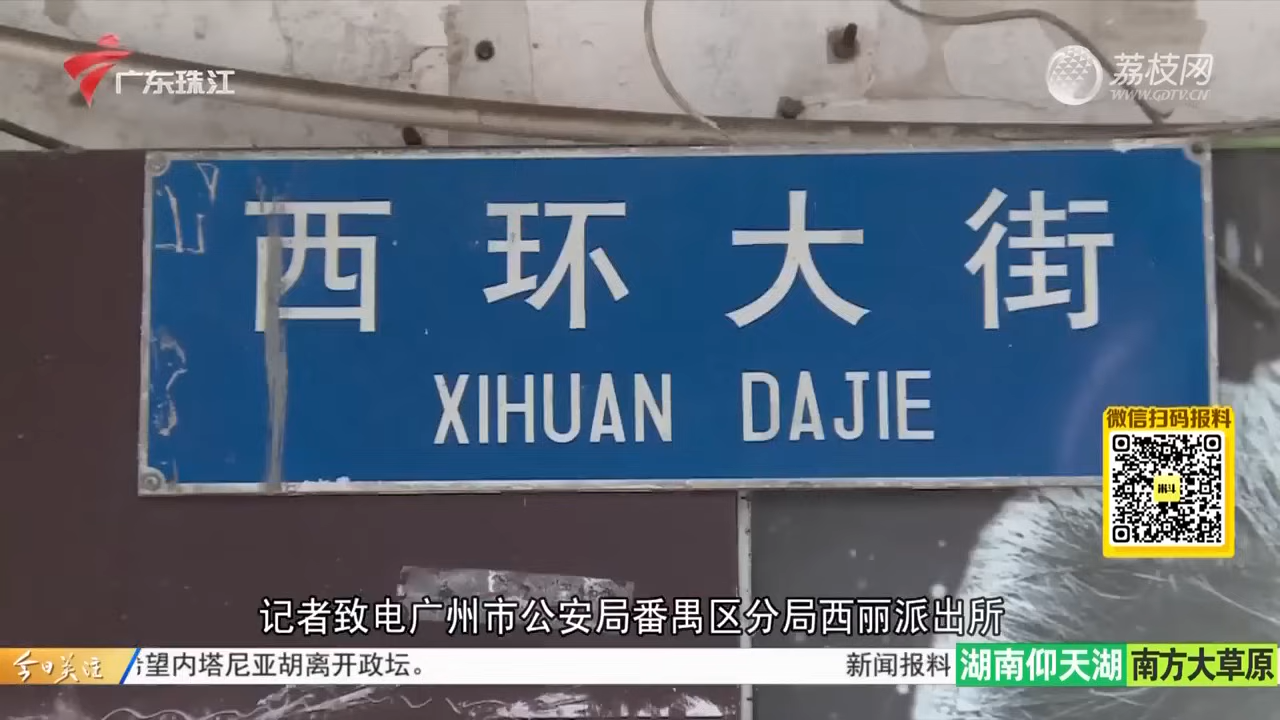 广东珠江
荔枝网
WWW.GDTV.CN
西环大街
XIHUAN DAJIE
微信扫码报料
记者致电广州市公安局番禺区分局西丽派出所
今日关注
希望内塔尼亚胡离开政坛。
新闻报料
湖南仰天湖
南方大草原